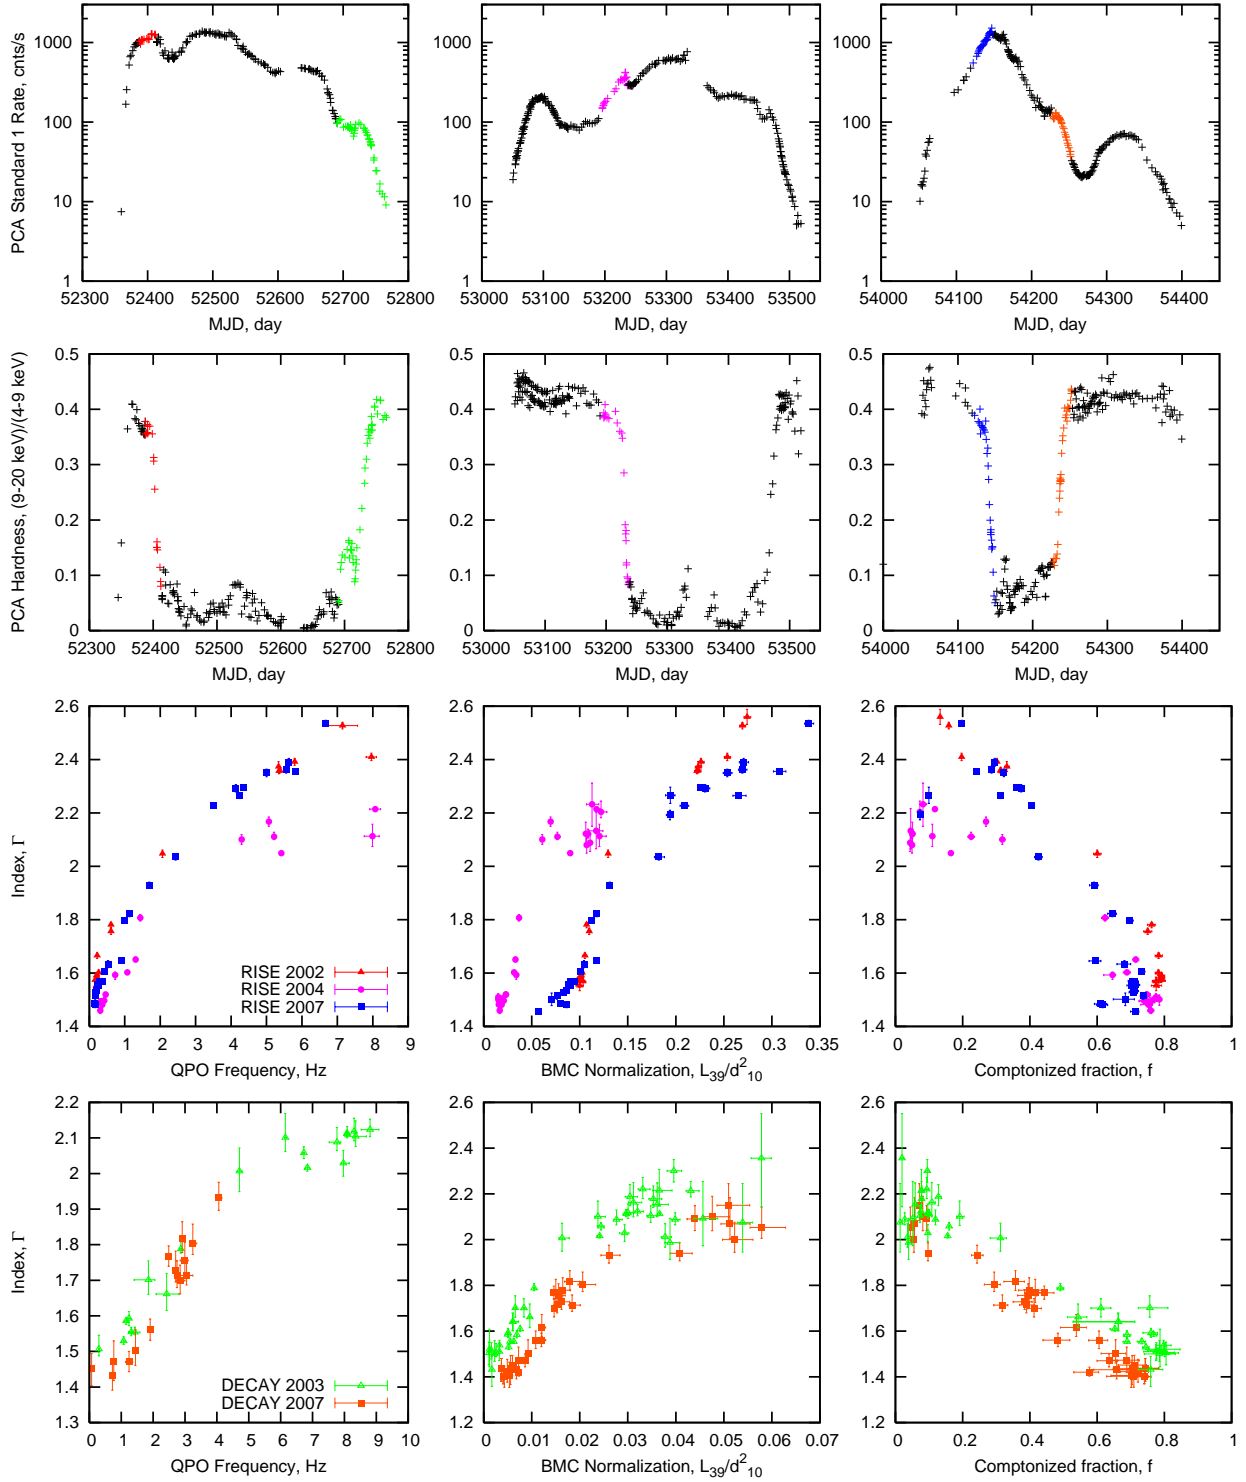 PCA Standard 1 Rate, cnts/s
1000
100
10
1
52300 52400 52500 52600 52700 52800
MJD, day
1000
100
10
1
53000 53100 53200 53300 53400 53500
MJD, day
1000
100
10
1
54000 54100 54200 54300 54400
MJD, day
PCA Hardness, (9-20 keV)/(4-9 keV)
0.5
0.4
0.3
0.2
0.1
0
52300 52400 52500 52600 52700 52800
MJD, day
0.5
0.4
0.3
0.2
0.1
0
53000 53100 53200 53300 53400 53500
MJD, day
0.5
0.4
0.3
0.2
0.1
0
54000 54100 54200 54300 54400
MJD, day
Index, Γ
2.6
2.4
2.2
2
1.8
1.6
1.4
RISE 2002
RISE 2004
RISE 2007
0 1 2 3 4 5 6 7 8 9
QPO Frequency, Hz
2.6
2.4
2.2
2
1.8
1.6
1.4
0 0.05 0.1 0.15 0.2 0.25 0.3 0.35
BMC Normalization, L₃₉/d²₁₀
2.6
2.4
2.2
2
1.8
1.6
1.4
0 0.2 0.4 0.6 0.8 1
Comptonized fraction, f
Index, Γ
2.2
2.1
2
1.9
1.8
1.7
1.6
1.5
1.4
1.3
DECAY 2003
DECAY 2007
0 1 2 3 4 5 6 7 8 9 10
QPO Frequency, Hz
2.6
2.4
2.2
2
1.8
1.6
1.4
1.2
0 0.01 0.02 0.03 0.04 0.05 0.06 0.07
BMC Normalization, L₃₉/d²₁₀
2.6
2.4
2.2
2
1.8
1.6
1.4
1.2
0 0.2 0.4 0.6 0.8 1
Comptonized fraction, f